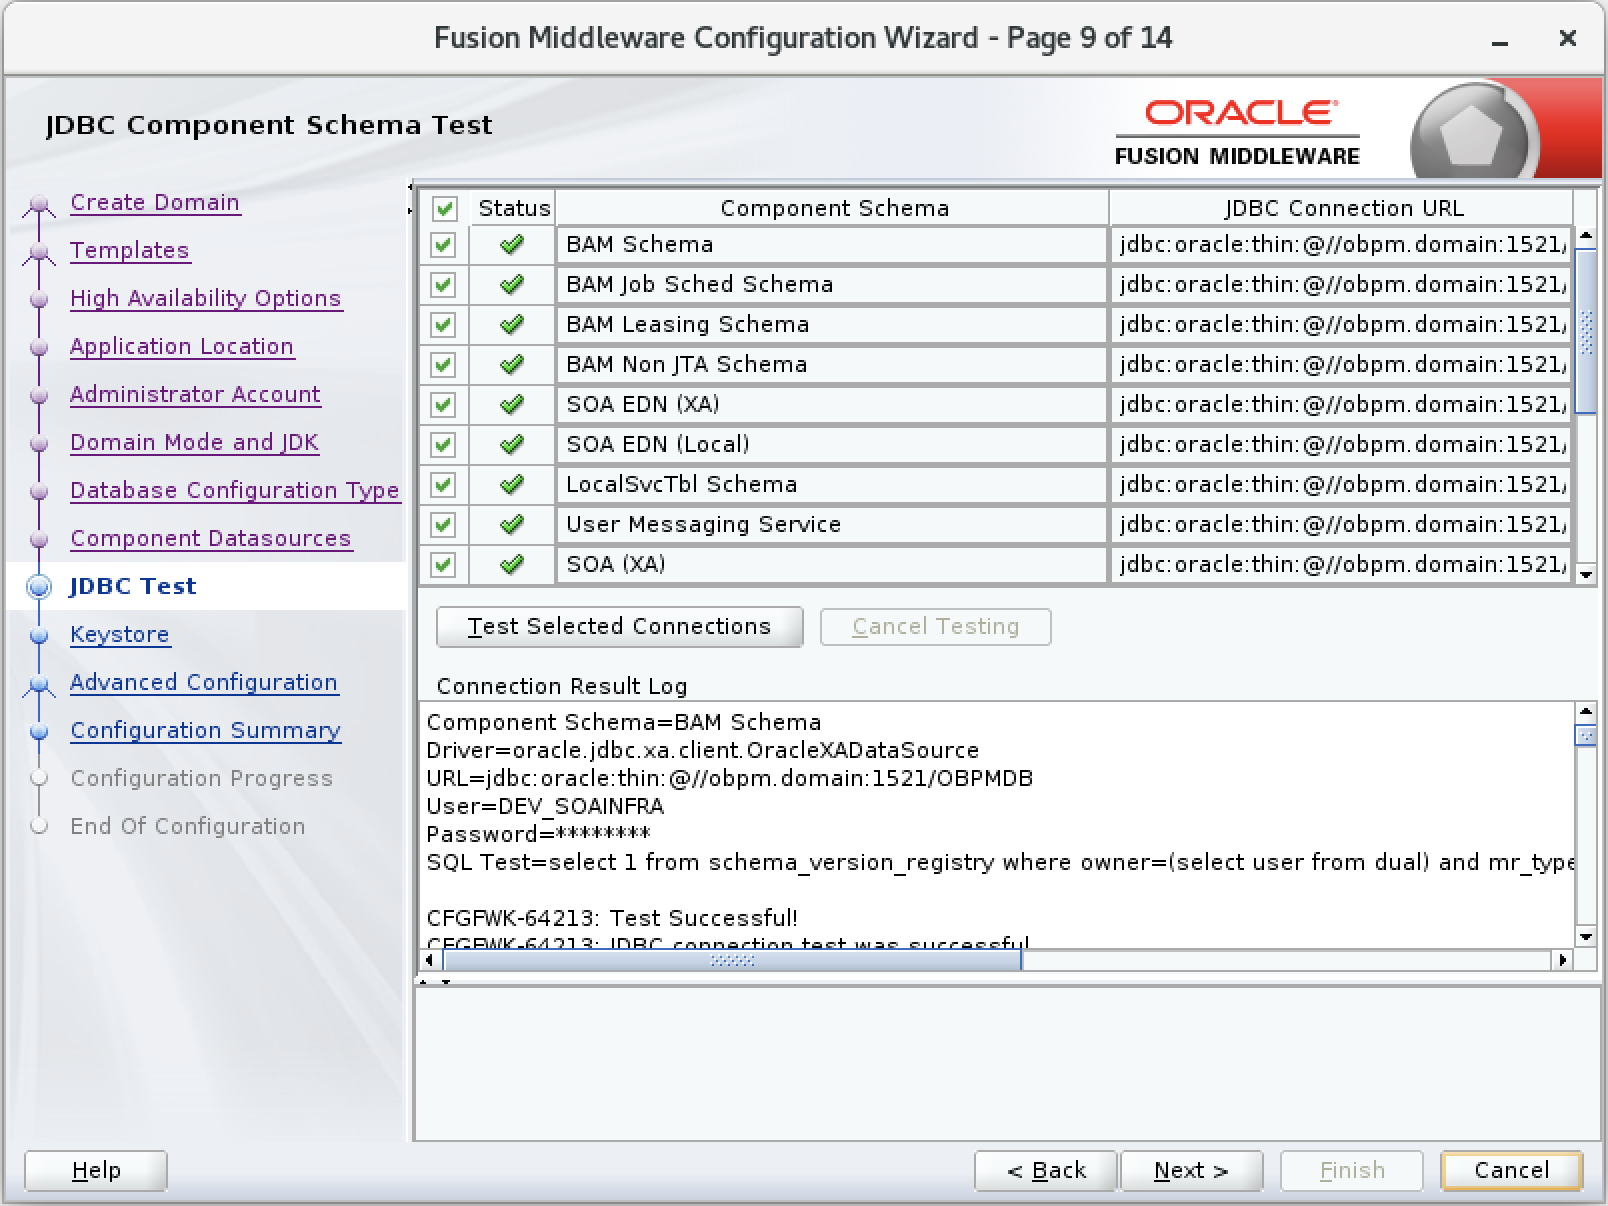 Fusion Middleware Configuration Wizard - Page 9 of 14
JDBC Component Schema Test
ORACLE
FUSION MIDDLEWARE
Create Domain
Templates
High Availability Options
Application Location
Administrator Account
Domain Mode and JDK
Database Configuration Type
Component Datasources
JDBC Test
Keystore
Advanced Configuration
Configuration Summary
Configuration Progress
End Of Configuration
Status Component Schema JDBC Connection URL
BAM Schema jdbc:oracle:thin:@//obpm.domain:1521/
BAM Job Sched Schema jdbc:oracle:thin:@//obpm.domain:1521/
BAM Leasing Schema jdbc:oracle:thin:@//obpm.domain:1521/
BAM Non JTA Schema jdbc:oracle:thin:@//obpm.domain:1521/
SOA EDN (XA) jdbc:oracle:thin:@//obpm.domain:1521/
SOA EDN (Local) jdbc:oracle:thin:@//obpm.domain:1521/
LocalSvcTbl Schema jdbc:oracle:thin:@//obpm.domain:1521/
User Messaging Service jdbc:oracle:thin:@//obpm.domain:1521/
SOA (XA) jdbc:oracle:thin:@//obpm.domain:1521/
Test Selected Connections Cancel Testing
Connection Result Log
Component Schema=BAM Schema
Driver=oracle.jdbc.xa.client.OracleXADataSource
URL=jdbc:oracle:thin:@//obpm.domain:1521/OBPMDB
User=DEV_SOAINFRA
Password=********
SQL Test=select 1 from schema_version_registry where owner=(select user from dual) and mr_type
CFGFWK-64213: Test Successful!
CFGFWK-64213: JDBC connection test was successful
Help < Back Next > Finish Cancel